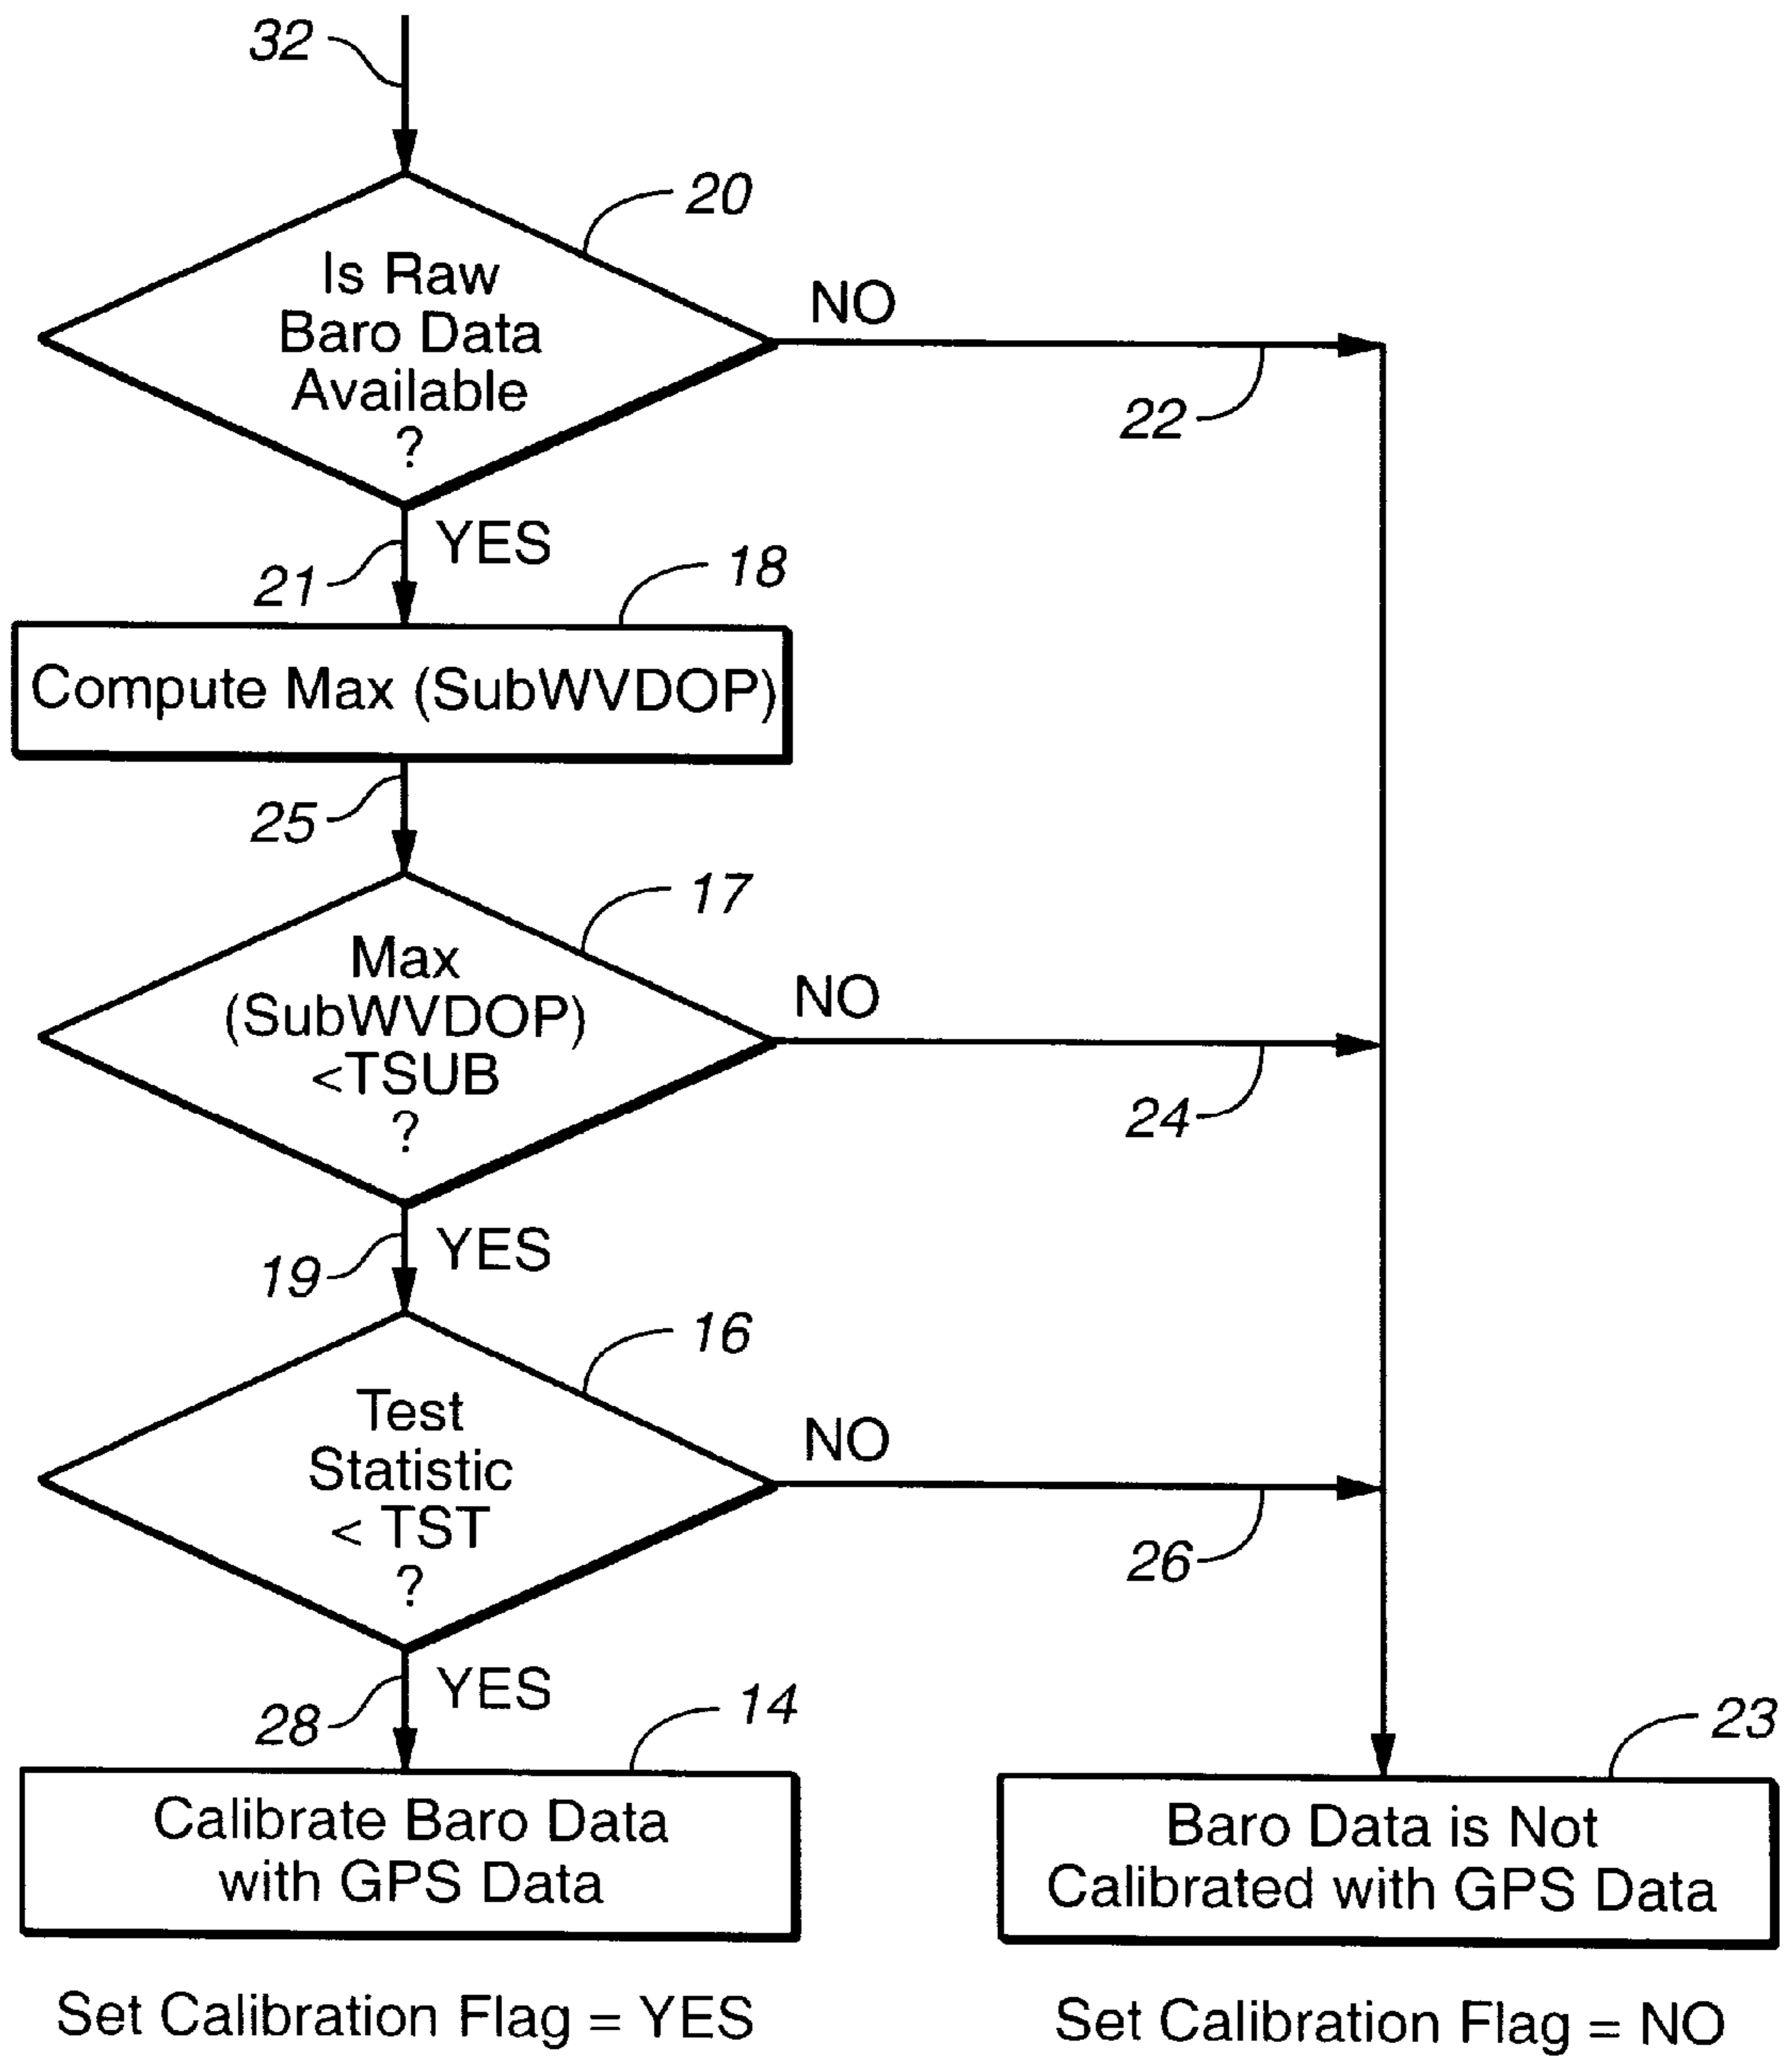 32
20
Is Raw
Baro Data
Available
?
NO
22
YES
21
18
Compute Max (SubWVDOP)
25
17
Max
(SubWVDOP)
<TSUB
?
NO
24
YES
19
16
Test
Statistic
< TST
?
NO
26
YES
28
14
Calibrate Baro Data
with GPS Data
23
Baro Data is Not
Calibrated with GPS Data
Set Calibration Flag = YES
Set Calibration Flag = NO